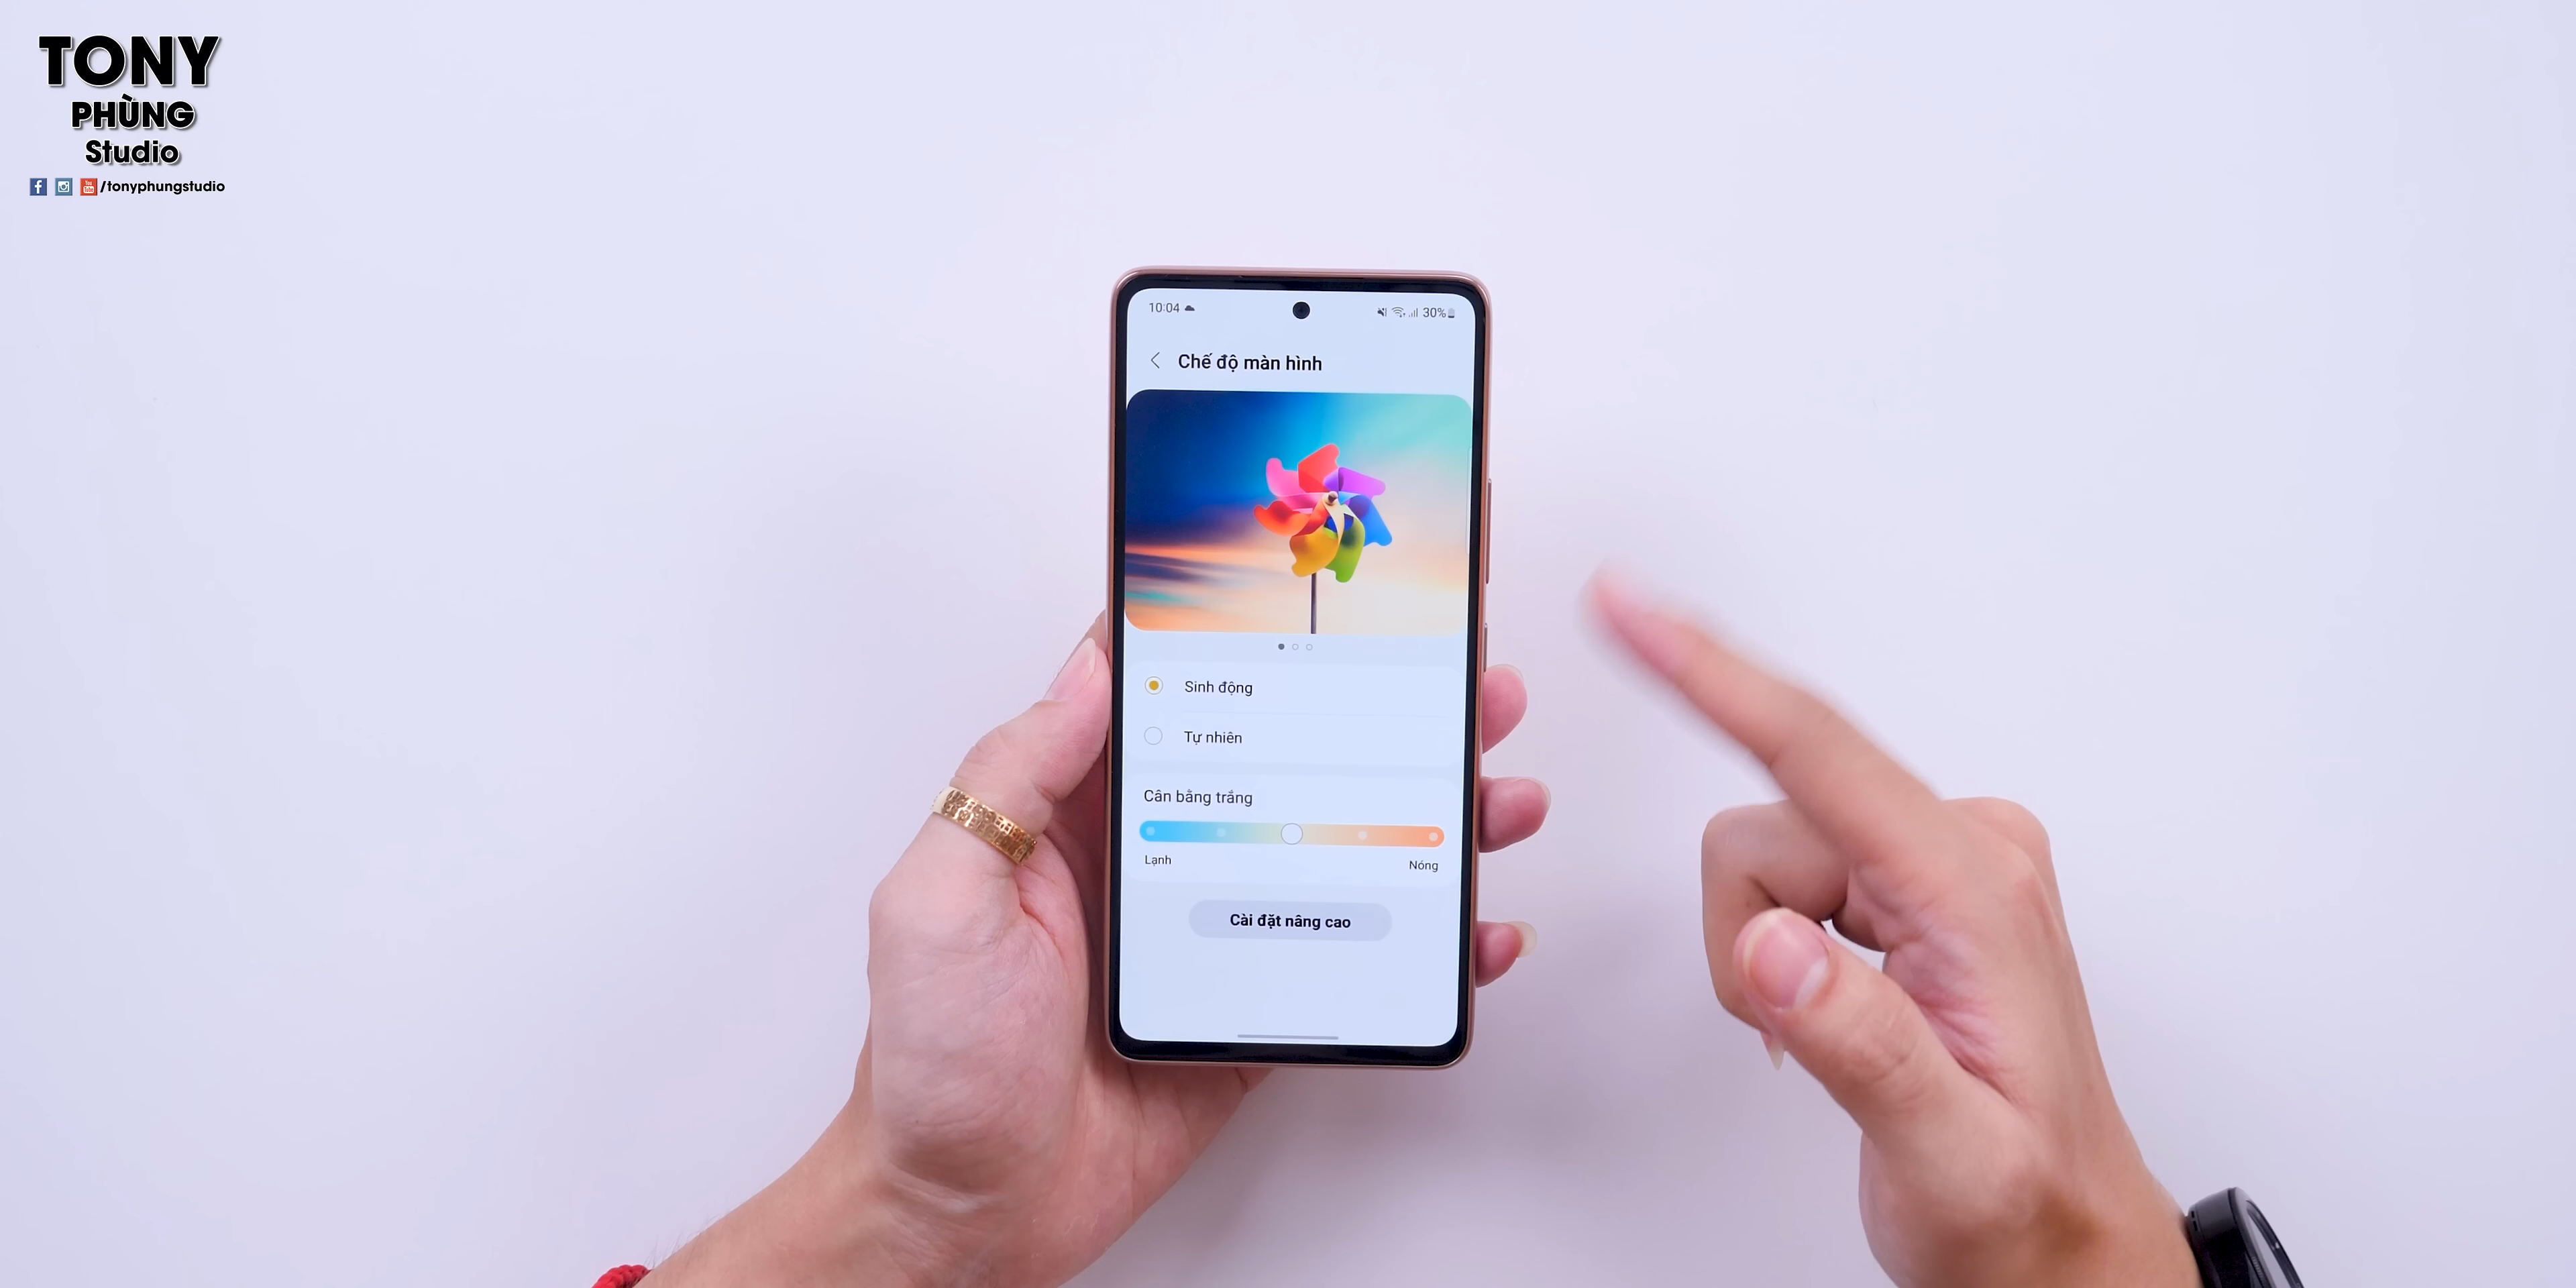 TONY
PHÙNG
Studio
/tonyphungstudio
10:04
30%
Chế độ màn hình
Sinh động
Tự nhiên
Cân bằng trắng
Lạnh
Nóng
Cài đặt nâng cao